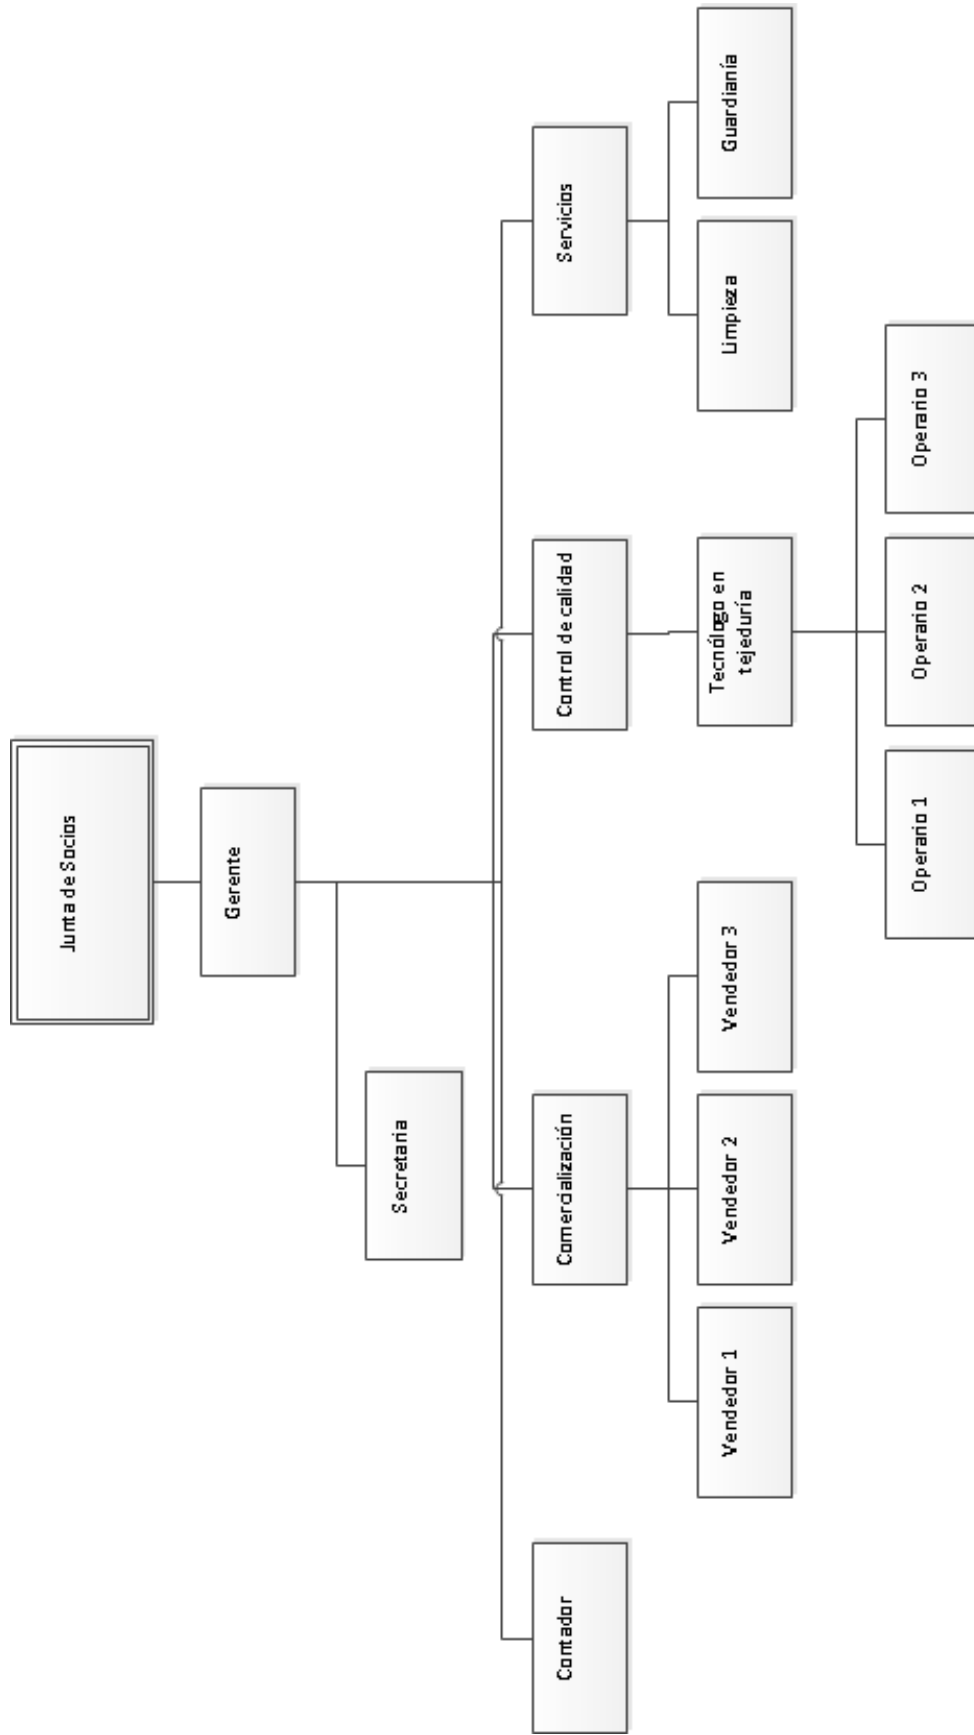 Junta de Socios
Gerente
Secretaria
Contador
Comercialización
Control de calidad
Servicios
Vendedor 1
Vendedor 2
Vendedor 3
Tecnólogo en
tejeduría
Limpieza
Guardianía
Operario 1
Operario 2
Operario 3